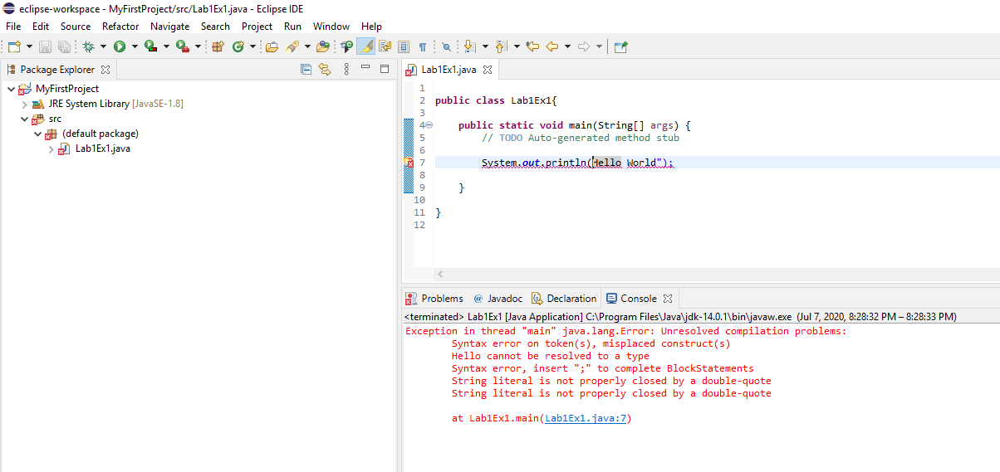 eclipse-workspace - MyFirstProject/src/Lab1Ex1.java - Eclipse IDE
File Edit Source Refactor Navigate Search Project Run Window Help
Package Explorer
MyFirstProject
JRE System Library [JavaSE-1.8]
src
(default package)
Lab1Ex1.java
Lab1Ex1.java
1
2 public class Lab1Ex1{
3
4 public static void main(String[] args) {
5 // TODO Auto-generated method stub
6
7 System.out.println(Hello World");
8
9 }
10
11 }
12
Problems @ Javadoc Declaration Console
<terminated> Lab1Ex1 [Java Application] C:\Program Files\Java\jdk-14.0.1\bin\javaw.exe (Jul 7, 2020, 8:28:32 PM – 8:28:33 PM)
Exception in thread "main" java.lang.Error: Unresolved compilation problems:
Syntax error on token(s), misplaced construct(s)
Hello cannot be resolved to a type
Syntax error, insert ";" to complete BlockStatements
String literal is not properly closed by a double-quote
String literal is not properly closed by a double-quote
at Lab1Ex1.main(Lab1Ex1.java:7)